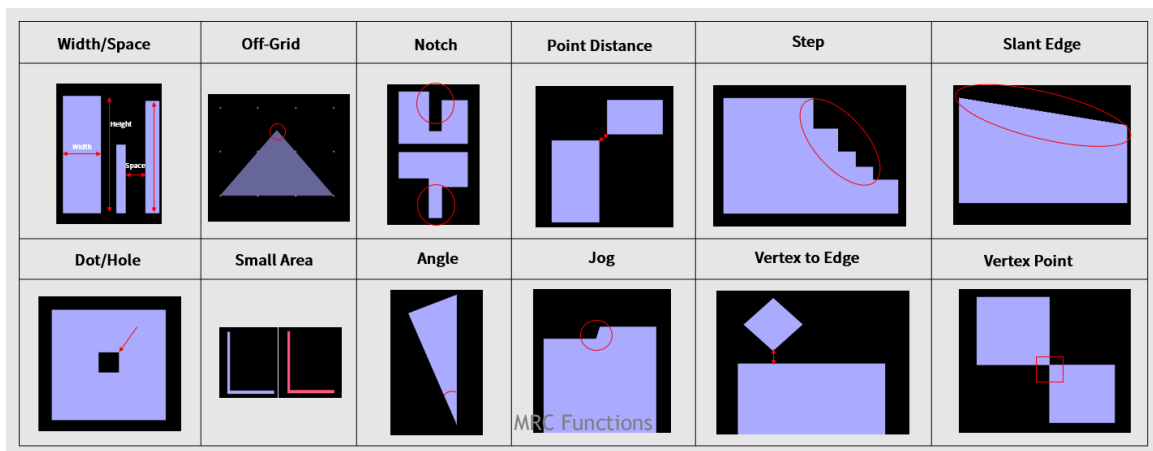 Width/Space
Off-Grid
Notch
Point Distance
Step
Slant Edge
Height
Width
Space
Dot/Hole
Small Area
Angle
Jog
Vertex to Edge
Vertex Point
MRC Functions